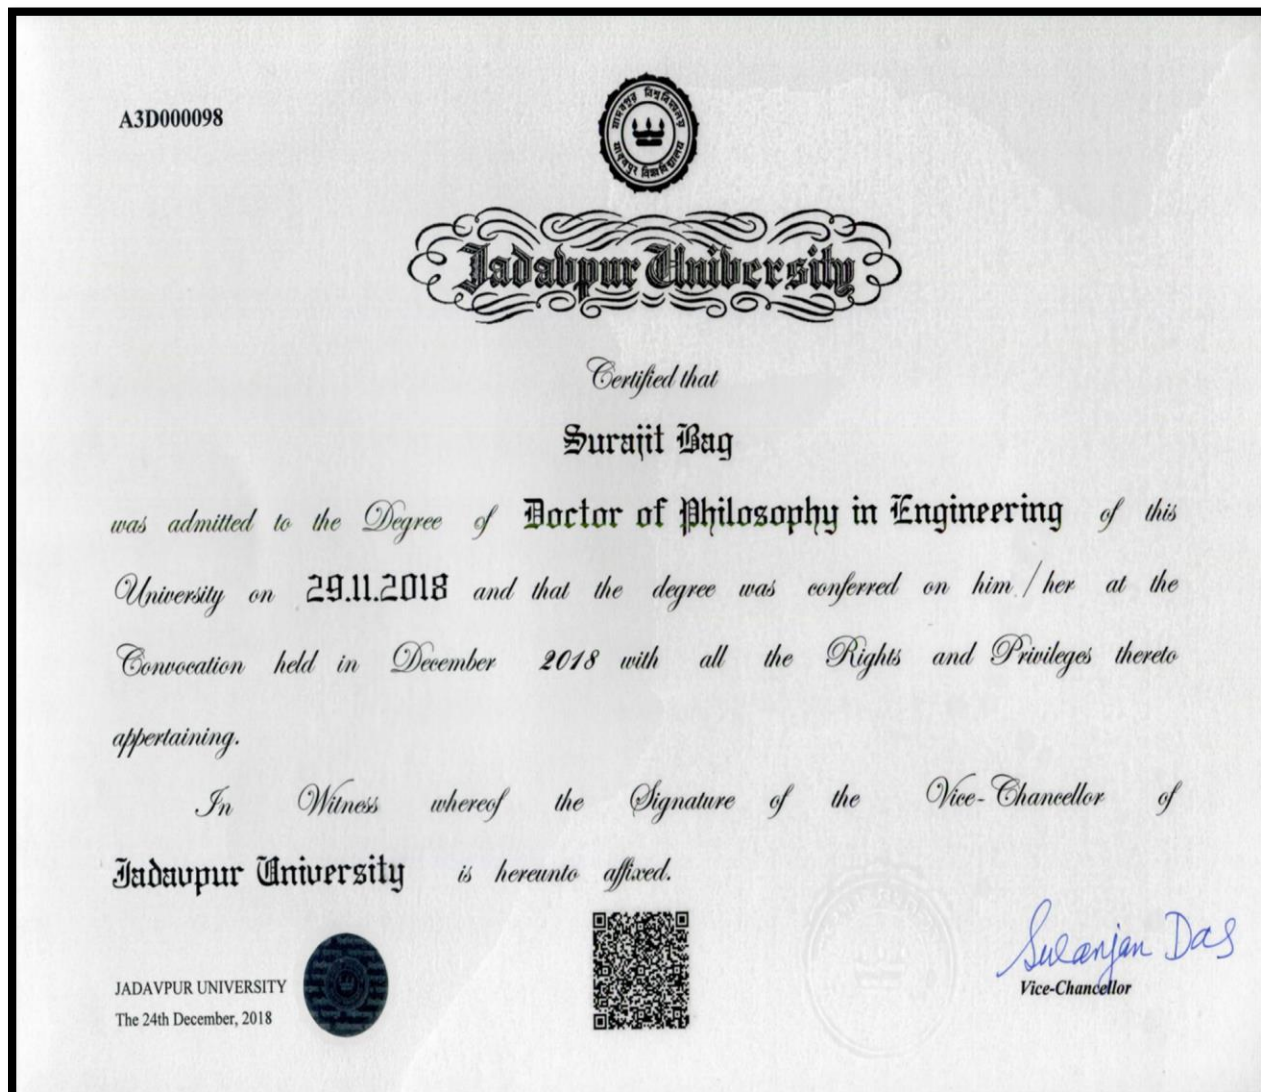 A3D000098
যাদবপুর বিশ্ববিদ্যালয়
Jadavpur University
Certified that
Surajit Bag
was admitted to the Degree of Doctor of Philosophy in Engineering of this
University on 29.11.2018 and that the degree was conferred on him / her at the
Convocation held in December 2018 with all the Rights and Privileges thereto
appertaining.
In Witness whereof the Signature of the Vice-Chancellor of
Jadavpur University is hereunto affixed.
Suranjan Das
JADAVPUR UNIVERSITY
Vice-Chancellor
The 24th December, 2018